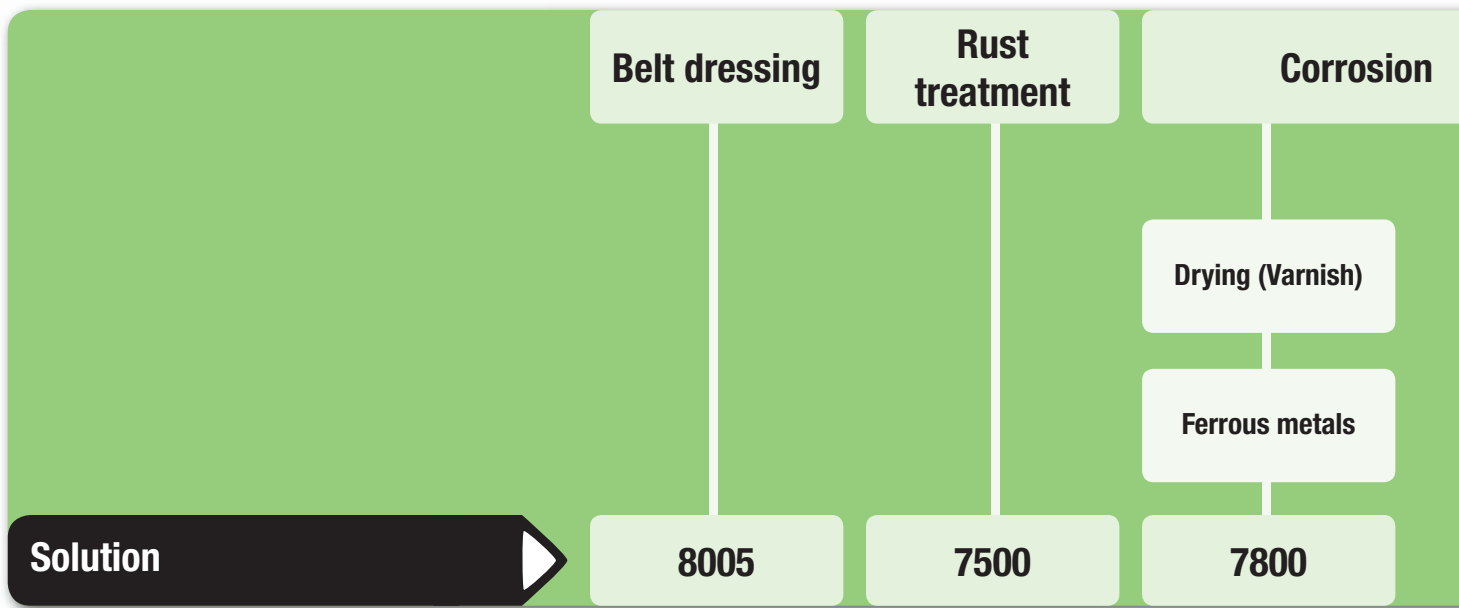 Belt dressing
Rust
treatment
Corrosion
Drying (Varnish)
Ferrous metals
Solution
8005
7500
7800